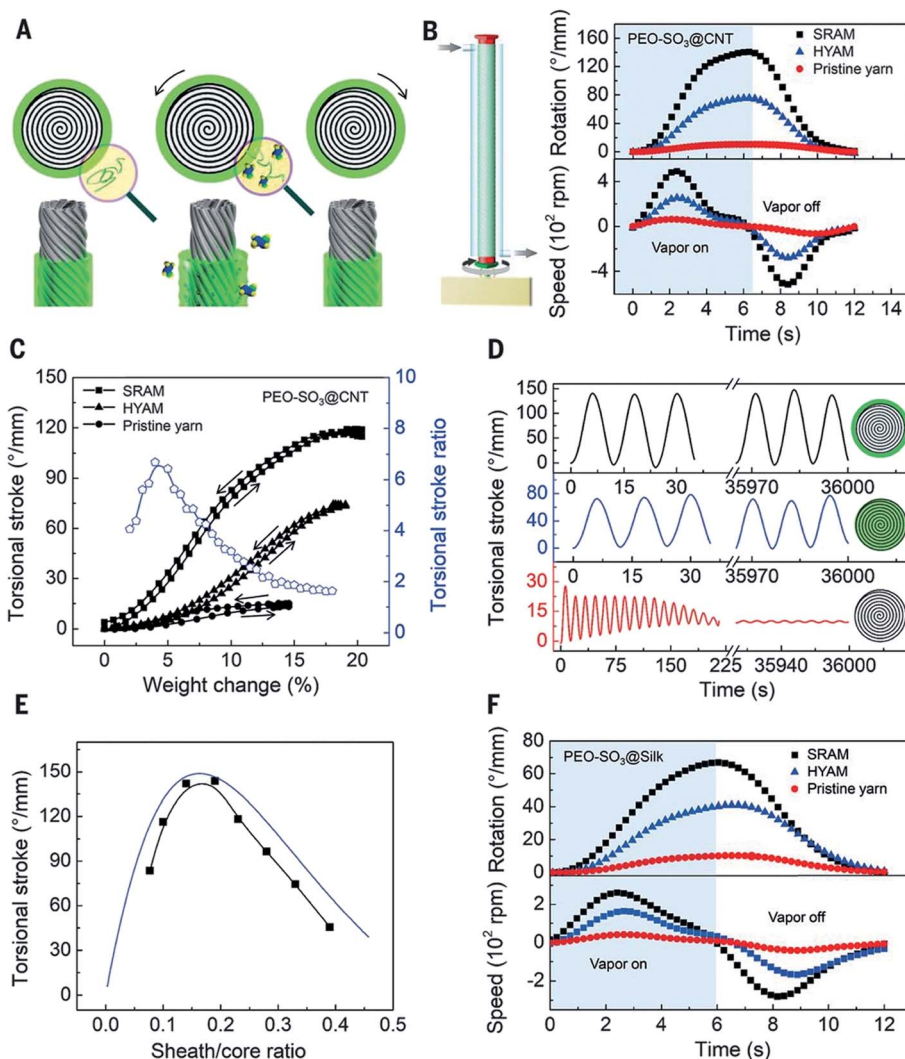 A
B
PEO-SO₃@CNT
SRAM
HYAM
Pristine yarn
Rotation (°/mm)
160
120
80
40
0
Speed (10² rpm)
4
0
-4
Vapor on
Vapor off
0 2 4 6 8 10 12 14
Time (s)
C
SRAM
HYAM
Pristine yarn
PEO-SO₃@CNT
Torsional stroke (°/mm)
150
120
90
60
30
0
Torsional stroke ratio
10
8
6
4
2
0
0 5 10 15 20
Weight change (%)
D
Torsional stroke (°/mm)
150
100
50
0
0 15 30 35970 36000
80
60
40
20
0
0 15 30 35970 36000
30
20
10
0
0 75 150 225 35940 36000
Time (s)
E
Torsional stroke (°/mm)
180
150
120
90
60
30
0
0.0 0.1 0.2 0.3 0.4 0.5
Sheath/core ratio
F
PEO-SO₃@Silk
SRAM
HYAM
Pristine yarn
Rotation (°/mm)
80
60
40
20
0
Speed (10² rpm)
2
0
-2
Vapor on
Vapor off
0 2 4 6 8 10 12
Time (s)